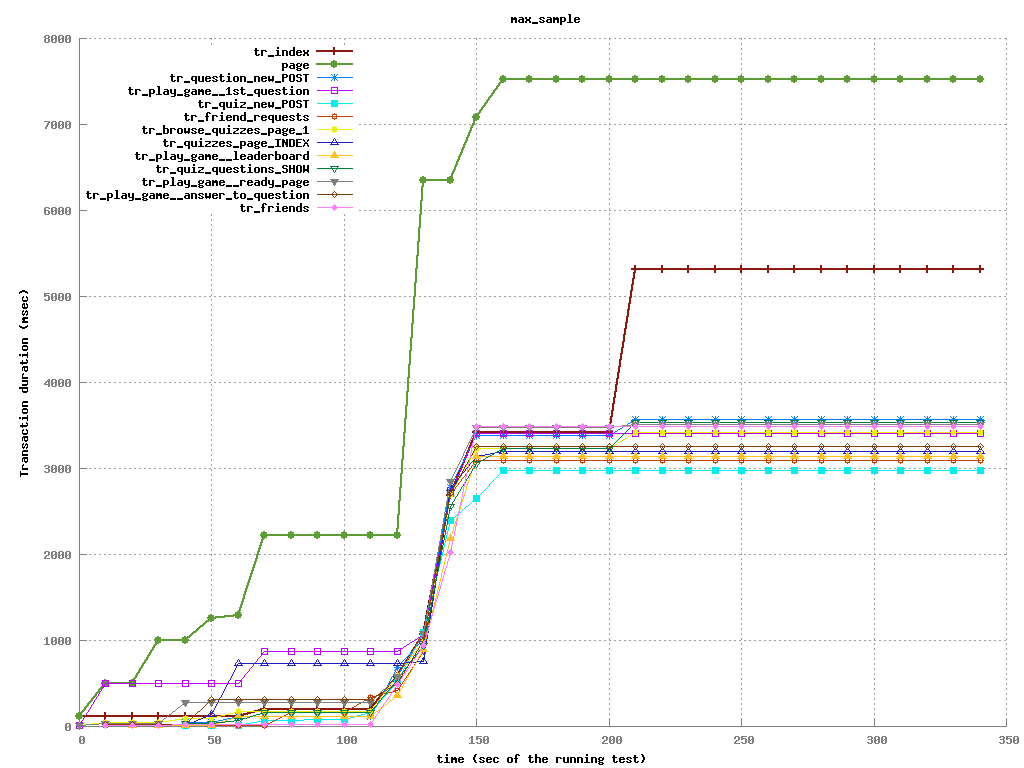 max_sample
8000
7000
6000
5000
4000
3000
2000
1000
0
Transaction duration (msec)
tr_index
page
tr_question_new_POST
tr_play_game__1st_question
tr_quiz_new_POST
tr_friend_requests
tr_browse_quizzes_page_1
tr_quizzes_page_INDEX
tr_play_game__leaderboard
tr_quiz_questions_SHOW
tr_play_game__ready_page
tr_play_game__answer_to_question
tr_friends
0 50 100 150 200 250 300 350
time (sec of the running test)